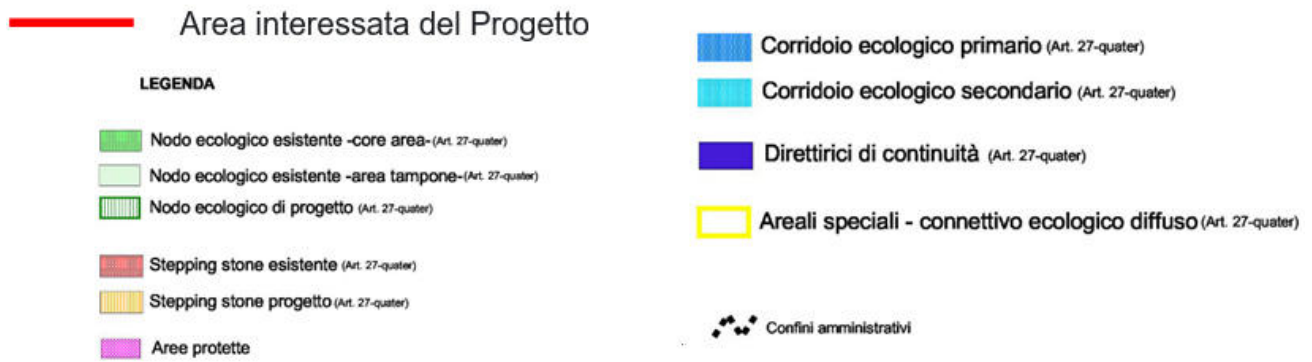 Area interessata del Progetto
LEGENDA
Nodo ecologico esistente -core area-(Art. 27-quater)
Nodo ecologico esistente -area tampone-(Art. 27-quater)
Nodo ecologico di progetto (Art. 27-quater)
Stepping stone esistente (Art. 27-quater)
Stepping stone progetto (Art. 27-quater)
Aree protette
Corridoio ecologico primario (Art. 27-quater)
Corridoio ecologico secondario (Art. 27-quater)
Direttirici di continuità (Art. 27-quater)
Areali speciali - connettivo ecologico diffuso (Art. 27-quater)
Confini amministrativi